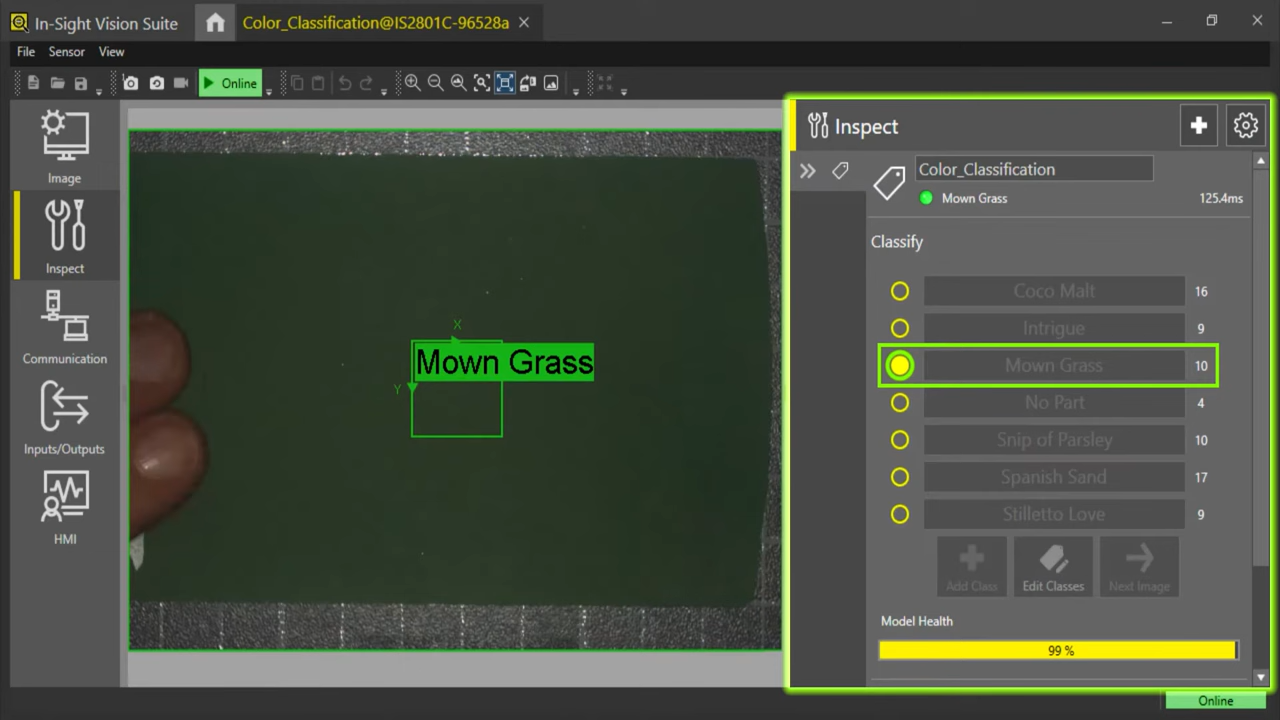 In-Sight Vision Suite
Color_Classification@IS2801C-96528a
File Sensor View
Online
Image
Inspect
Communication
Inputs/Outputs
HMI
X
Mown Grass
Y
Inspect
Color_Classification
Mown Grass 125.4ms
Classify
Coco Malt 16
Intrigue 9
Mown Grass 10
No Part 4
Snip of Parsley 10
Spanish Sand 17
Stilletto Love 9
Add Class Edit Classes Next Image
Model Health
99 %
Online